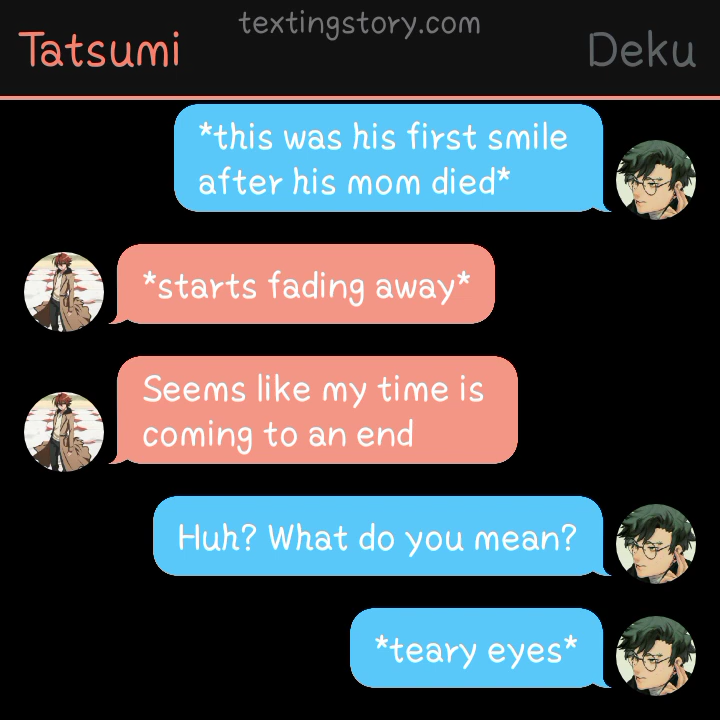 textingstory.com
Tatsumi
Deku
*this was his first smile
after his mom died*
*starts fading away*
Seems like my time is
coming to an end
Huh? What do you mean?
*teary eyes*